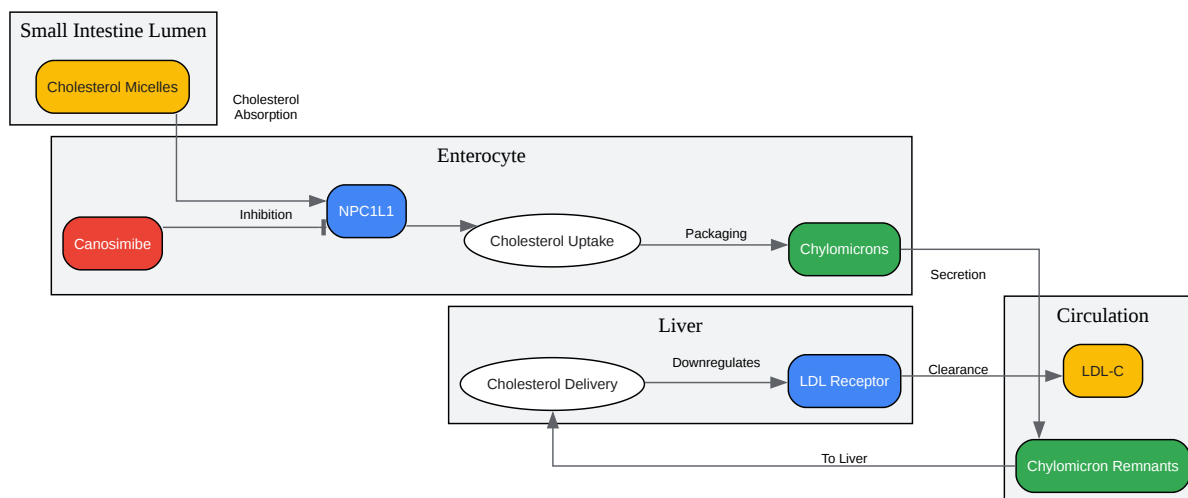 Small Intestine Lumen
Cholesterol Micelles
Cholesterol
Absorption
Enterocyte
Inhibition
NPC1L1
Canosimibe
Cholesterol Uptake
Packaging
Chylomicrons
Secretion
Liver
Circulation
Cholesterol Delivery
Downregulates
LDL Receptor
Clearance
LDL-C
To Liver
Chylomicron Remnants